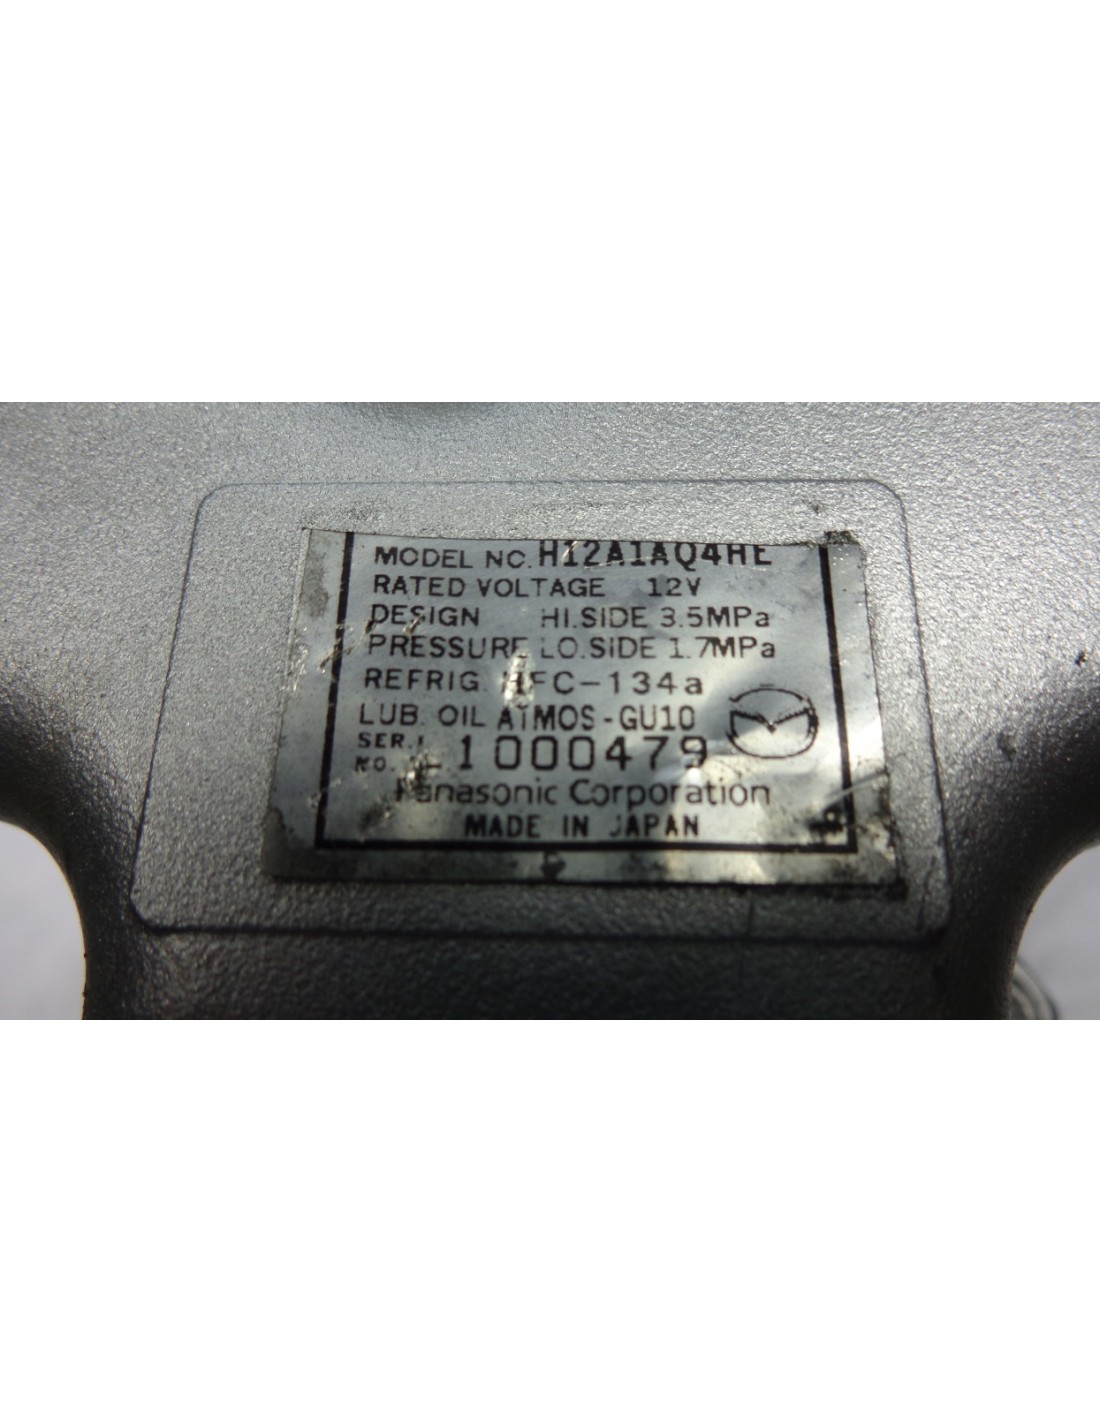 MODEL NO. H12A1AQ4HE
RATED VOLTAGE 12V
DESIGN HI.SIDE 3.5MPa
PRESSURE LO.SIDE 1.7MPa
REFRIG. HFC-134a
LUB. OIL ATMOS-GU10
SER.
NO. 1000479
Panasonic Corporation
MADE IN JAPAN